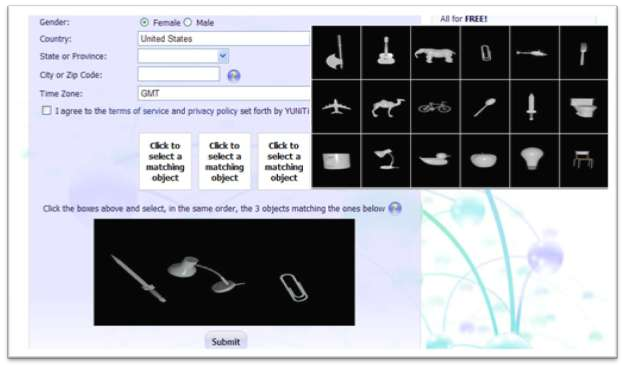 Gender: Female Male
All for FREE!
Country: United States
State or Province:
City or Zip Code:
Time Zone: GMT
I agree to the terms of service and privacy policy set forth by YUNiTi
Click to select a matching object
Click to select a matching object
Click to select a matching object
Click the boxes above and select, in the same order, the 3 objects matching the ones below
Submit